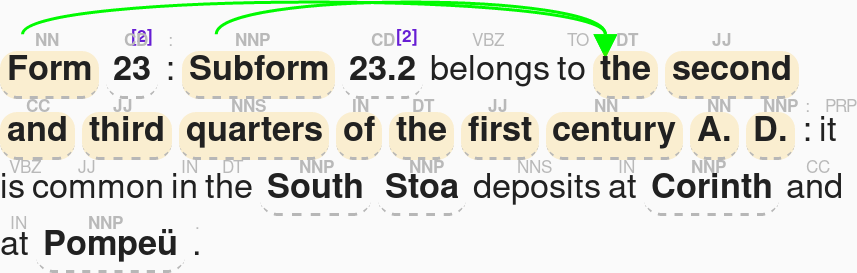 NN CD [2] : NNP CD[2] VBZ TO DT JJ
Form 23 : Subform 23.2 belongs to the second
CC JJ NNS IN DT JJ NN NN NNP : PRP
and third quarters of the first century A. D. : it
VBZ JJ IN DT NNP NNP NNS IN NNP CC
is common in the South Stoa deposits at Corinth and
IN NNP .
at Pompeü .